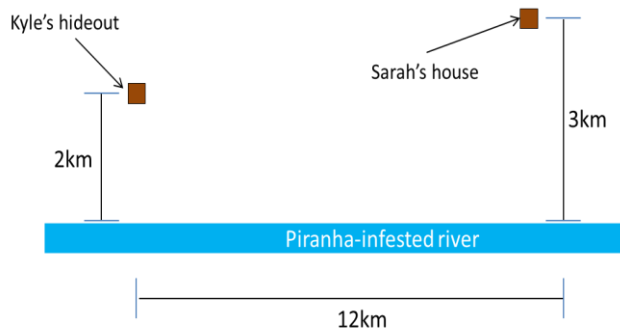 Kyle's hideout
Sarah's house
2km
3km
Piranha-infested river
12km